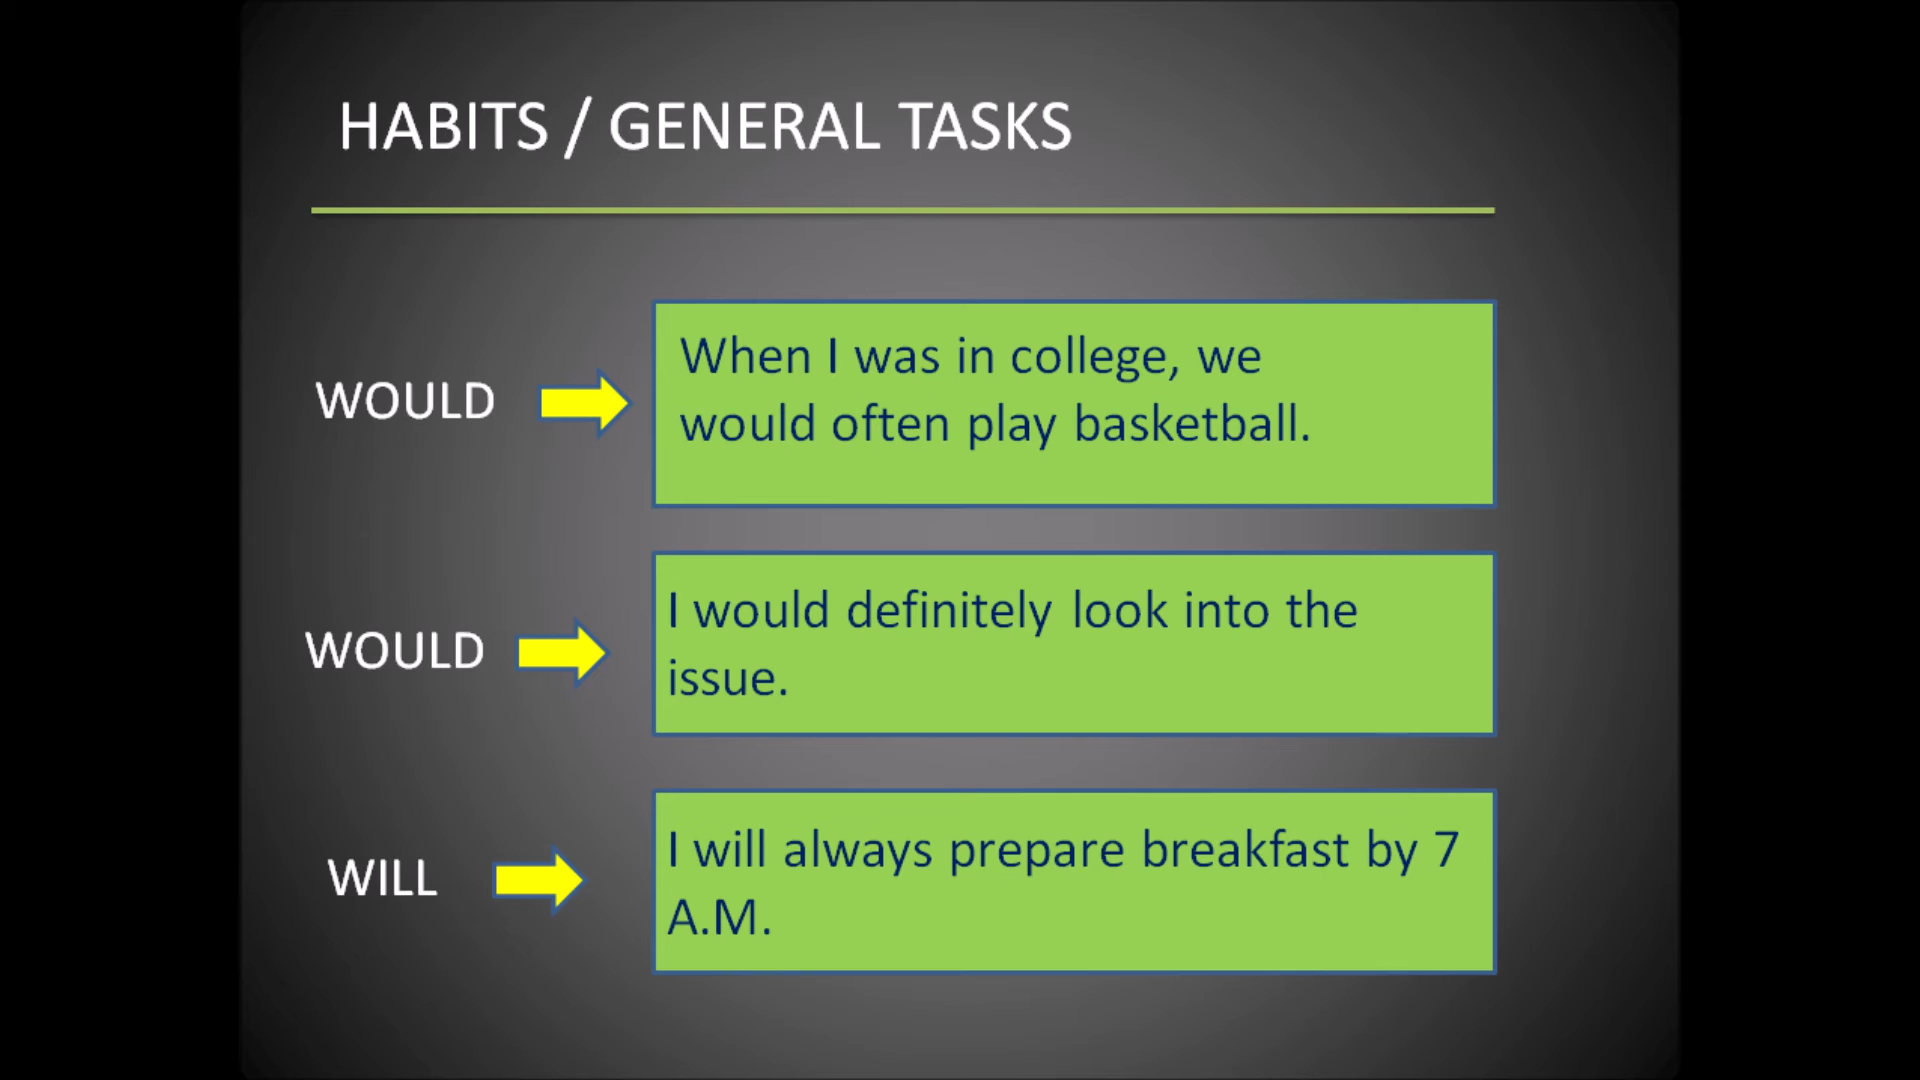 HABITS / GENERAL TASKS
WOULD
When I was in college, we
would often play basketball.
WOULD
I would definitely look into the
issue.
WILL
I will always prepare breakfast by 7
A.M.